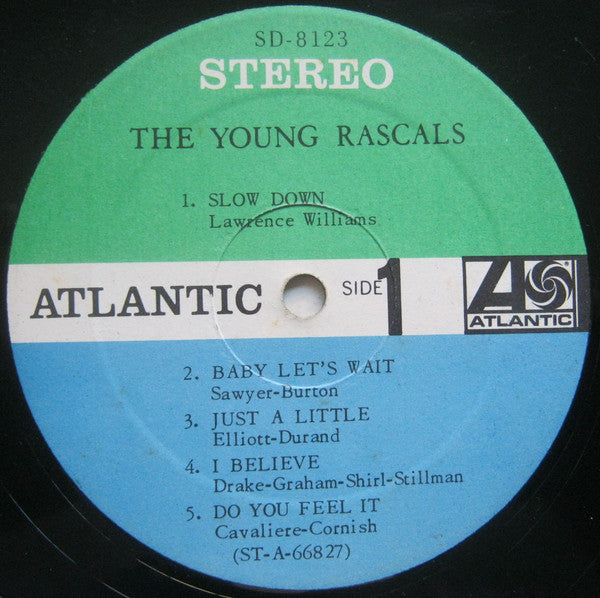 SD-8123
STEREO
THE YOUNG RASCALS
1. SLOW DOWN
Lawrence Williams
ATLANTIC SIDE 1 A ® ATLANTIC
2. BABY LET'S WAIT
Sawyer-Burton
3. JUST A LITTLE
Elliott-Durand
4. I BELIEVE
Drake-Graham-Shirl-Stillman
5. DO YOU FEEL IT
Cavaliere-Cornish
(ST-A-66827)